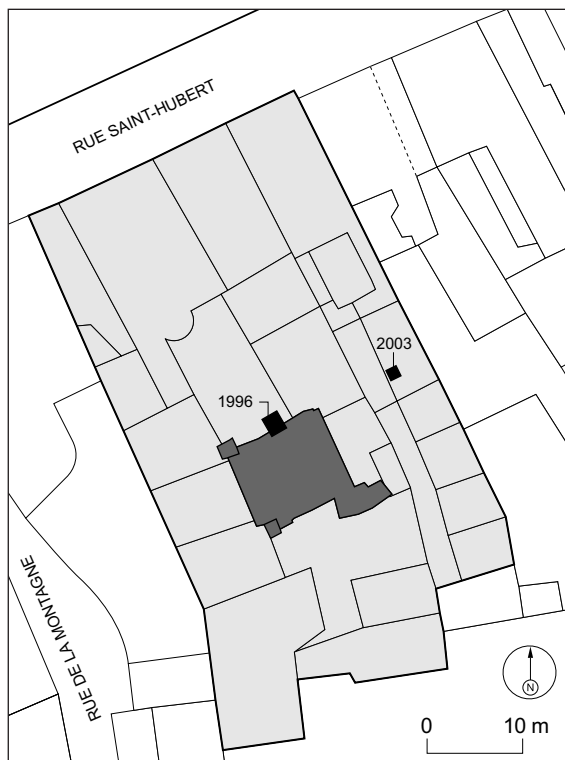 RUE SAINT-HUBERT
2003
1996
RUE DE LA MONTAGNE
N
0 10 m